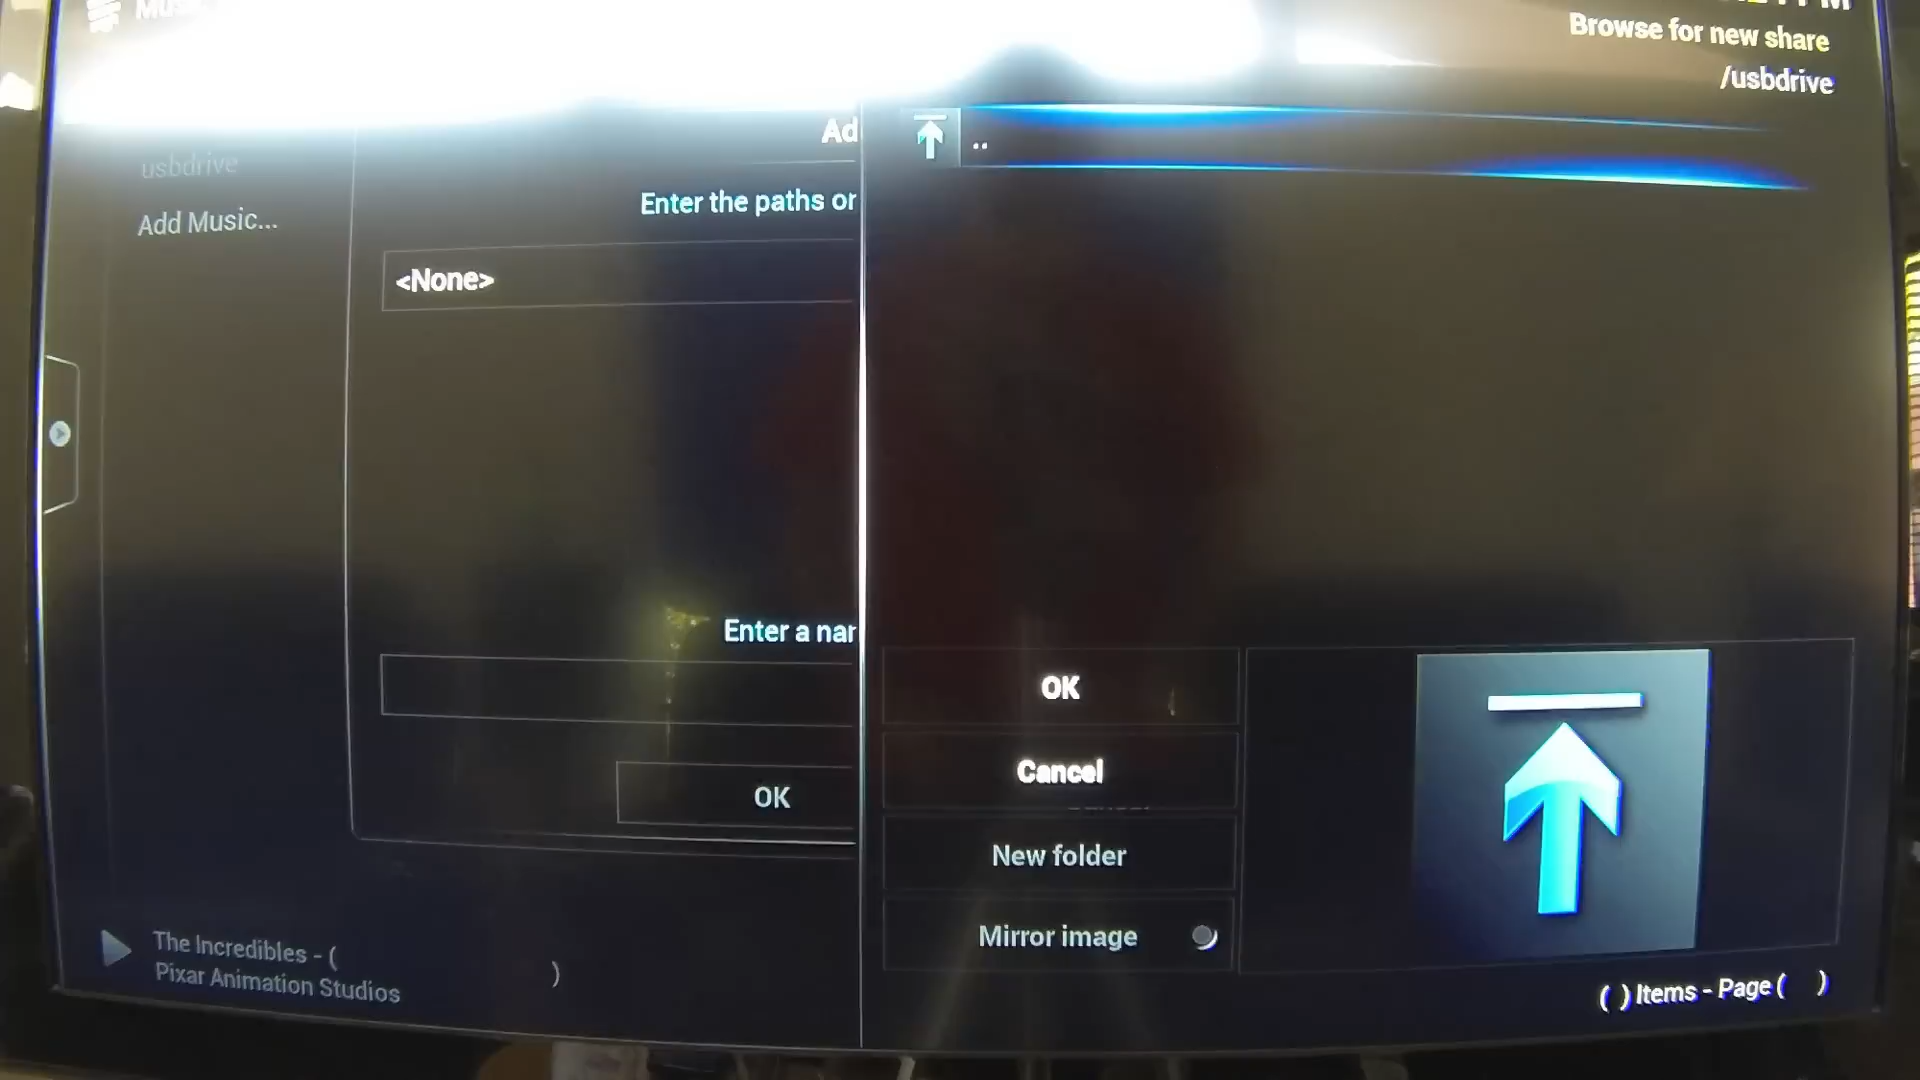 Browse for new share
/usbdrive
usbdrive
Add Music...
Ad
Enter the paths or
<None>
..
Enter a nar
OK
OK
Cancel
New folder
Mirror image
The Incredibles - ( )
Pixar Animation Studios
( ) Items - Page ( )